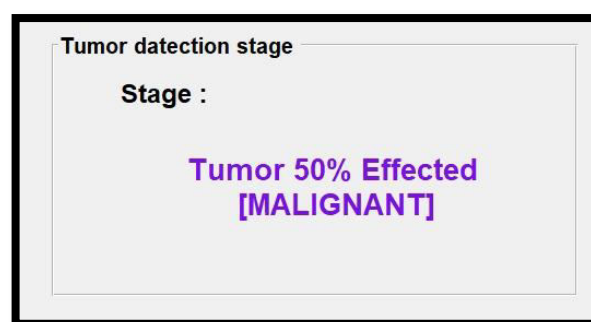 Tumor datection stage
Stage :
Tumor 50% Effected
[MALIGNANT]